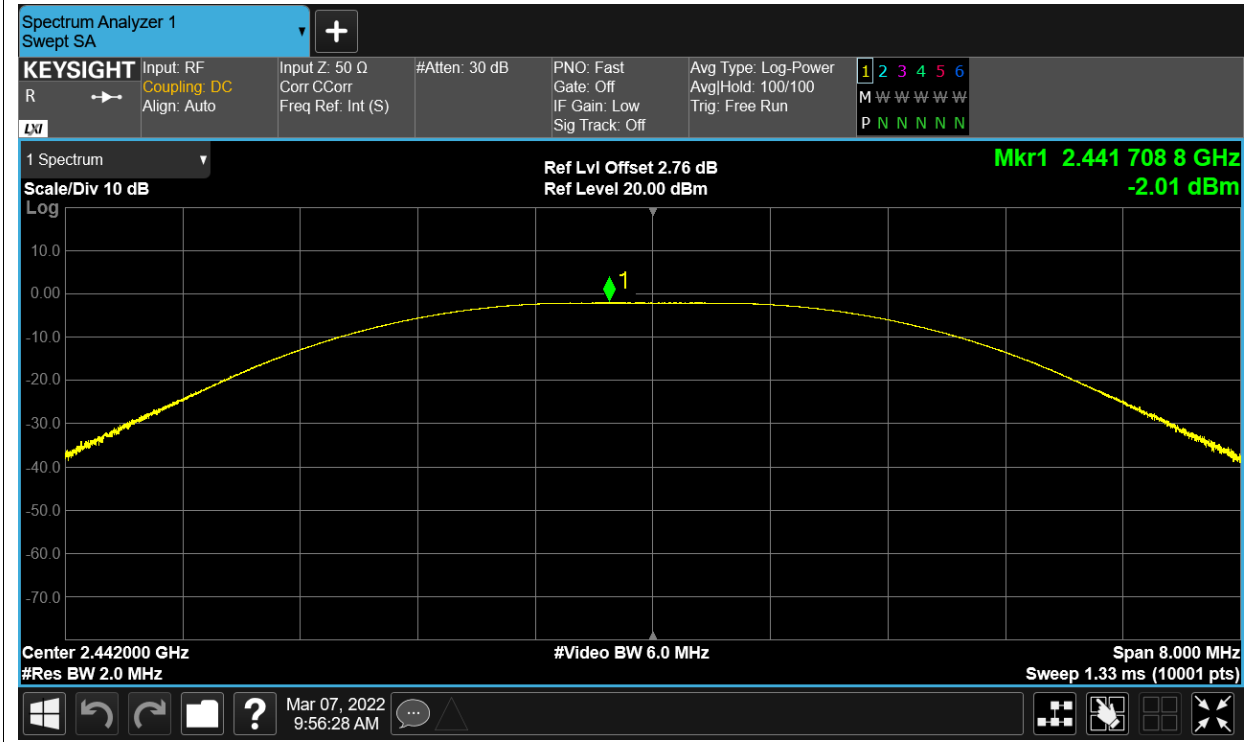 Spectrum Analyzer 1
Swept SA
+
KEYSIGHT
R
LXI
Input: RF
Coupling: DC
Align: Auto
Input Z: 50 Ω
Corr CCorr
Freq Ref: Int (S)
#Atten: 30 dB
PNO: Fast
Gate: Off
IF Gain: Low
Sig Track: Off
Avg Type: Log-Power
Avg|Hold: 100/100
Trig: Free Run
1 2 3 4 5 6
M W W W W W W
P N N N N N N
1 Spectrum
Scale/Div 10 dB
Log
Ref Lvl Offset 2.76 dB
Ref Level 20.00 dBm
Mkr1 2.441 708 8 GHz
-2.01 dBm
1
10.0
0.00
-10.0
-20.0
-30.0
-40.0
-50.0
-60.0
-70.0
Center 2.442000 GHz
#Video BW 6.0 MHz
Span 8.000 MHz
#Res BW 2.0 MHz
Sweep 1.33 ms (10001 pts)
?
Mar 07, 2022
9:56:28 AM